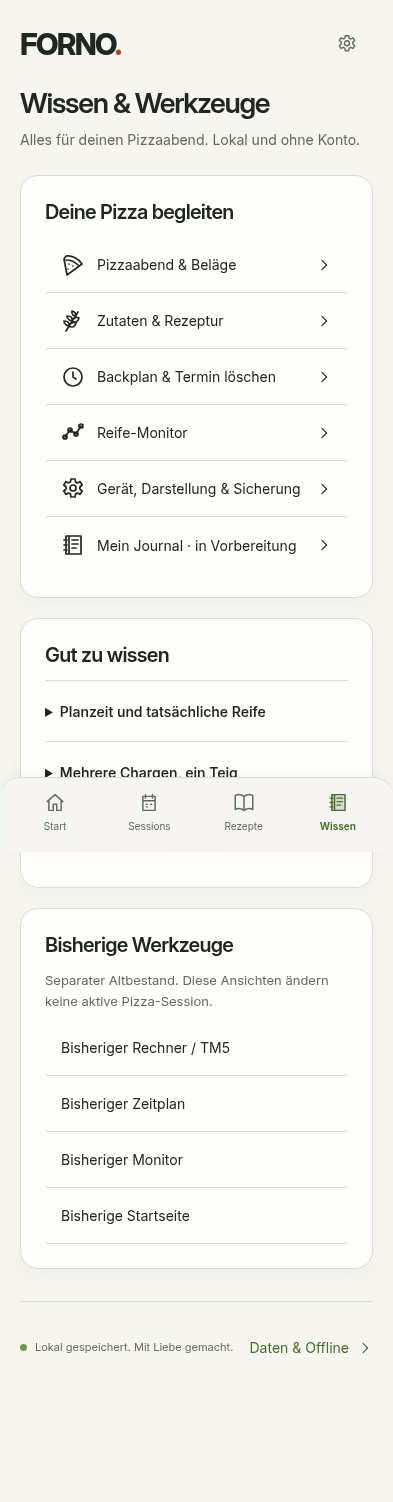 FORNO.
Wissen & Werkzeuge
Alles für deinen Pizzaabend. Lokal und ohne Konto.
Deine Pizza begleiten
Pizzaabend & Beläge
Zutaten & Rezeptur
Backplan & Termin löschen
Reife-Monitor
Gerät, Darstellung & Sicherung
Mein Journal · in Vorbereitung
Gut zu wissen
Planzeit und tatsächliche Reife
Mehrere Chargen, ein Teig
Start
Sessions
Rezepte
Wissen
Bisherige Werkzeuge
Separater Altbestand. Diese Ansichten ändern
keine aktive Pizza-Session.
Bisheriger Rechner / TM5
Bisheriger Zeitplan
Bisheriger Monitor
Bisherige Startseite
Lokal gespeichert. Mit Liebe gemacht.
Daten & Offline